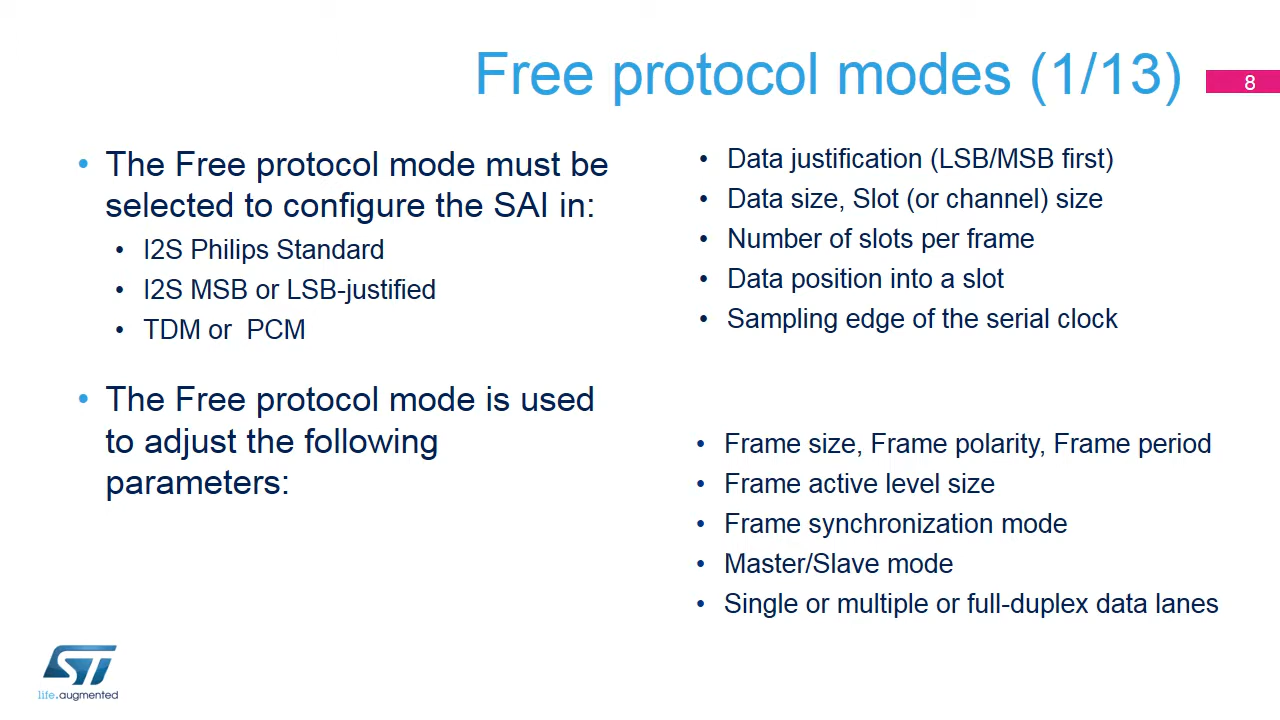 Free protocol modes (1/13)
8
• The Free protocol mode must be
selected to configure the SAI in:
• I2S Philips Standard
• I2S MSB or LSB-justified
• TDM or  PCM
• The Free protocol mode is used
to adjust the following
parameters:
• Data justification (LSB/MSB first)
• Data size, Slot (or channel) size
• Number of slots per frame
• Data position into a slot
• Sampling edge of the serial clock
• Frame size, Frame polarity, Frame period
• Frame active level size
• Frame synchronization mode
• Master/Slave mode
• Single or multiple or full-duplex data lanes
ST
life.augmented